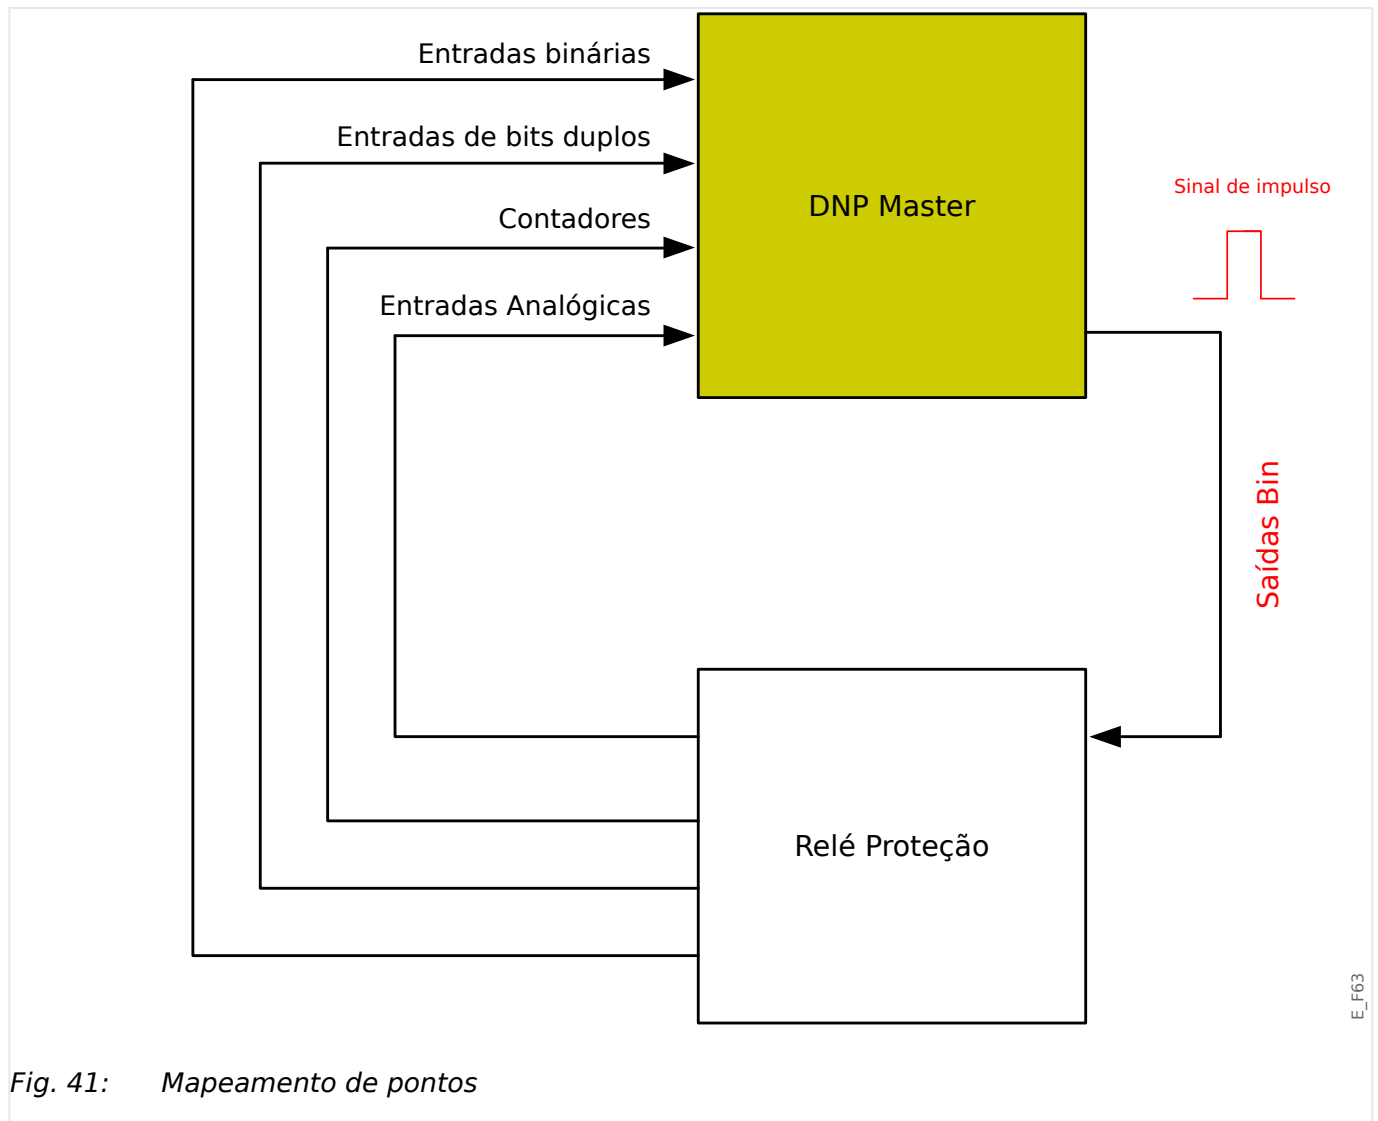 Entradas binárias
Entradas de bits duplos
Contadores
Entradas Analógicas
DNP Master
Sinal de impulso
Saídas Bin
Relé Proteção
E_F63
Fig. 41: Mapeamento de pontos